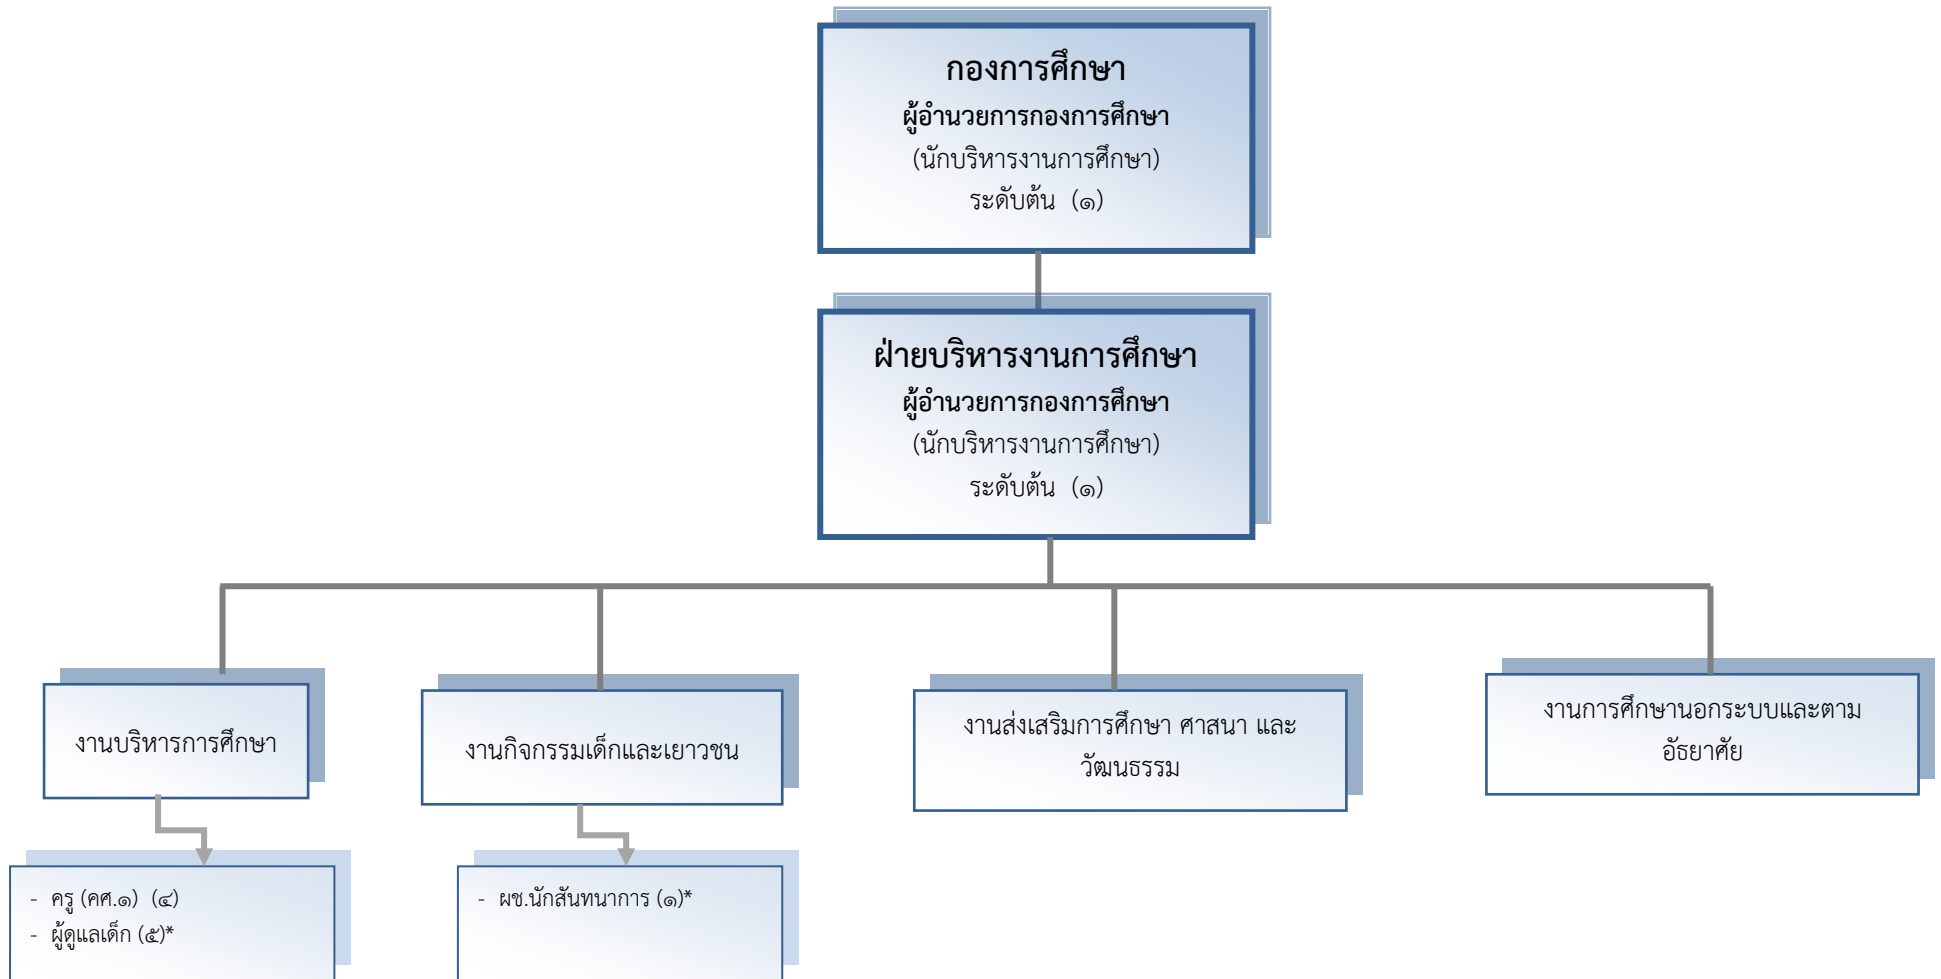 กองการศึกษา
ผู้อำนวยการกองการศึกษา
(นักบริหารงานการศึกษา)
ระดับต้น (๑)
ฝ่ายบริหารงานการศึกษา
ผู้อำนวยการกองการศึกษา
(นักบริหารงานการศึกษา)
ระดับต้น (๑)
งานบริหารการศึกษา
งานกิจกรรมเด็กและเยาวชน
งานส่งเสริมการศึกษา ศาสนา และ
วัฒนธรรม
งานการศึกษานอกระบบและตาม
อัธยาศัย
- ครู (คศ.๑) (๔)
- ผู้ดูแลเด็ก (๕)*
- ผช.นักสันทนาการ (๑)*